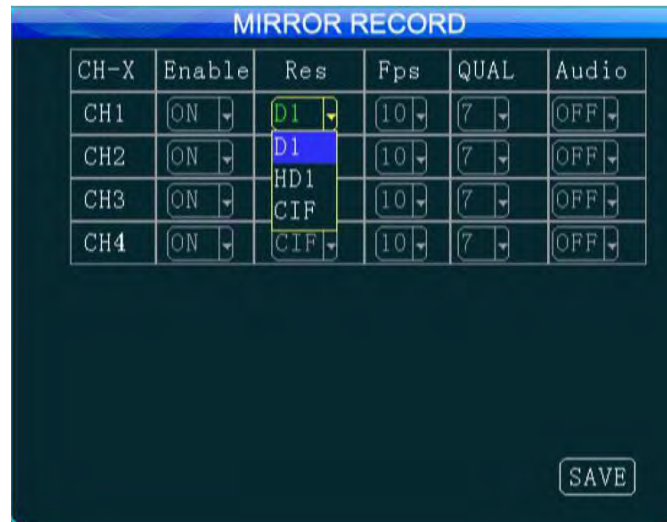 MIRROR RECORD
CH-X Enable Res Fps QUAL Audio
CH1 ON D1 10 7 OFF
CH2 ON D1 10 7 OFF
CH3 ON HD1 10 7 OFF
CIF
CH4 ON CIF 10 7 OFF
SAVE